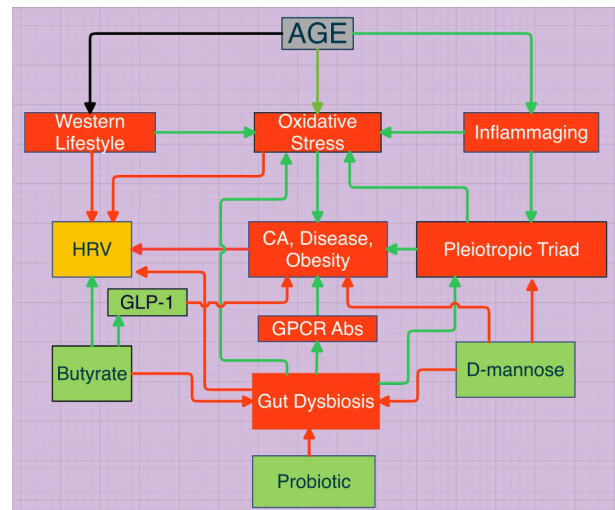 AGE
Western
Lifestyle
Oxidative
Stress
Inflammaging
HRV
CA, Disease,
Obesity
Pleiotropic Triad
GLP-1
GPCR Abs
Butyrate
D-mannose
Gut Dysbiosis
Probiotic